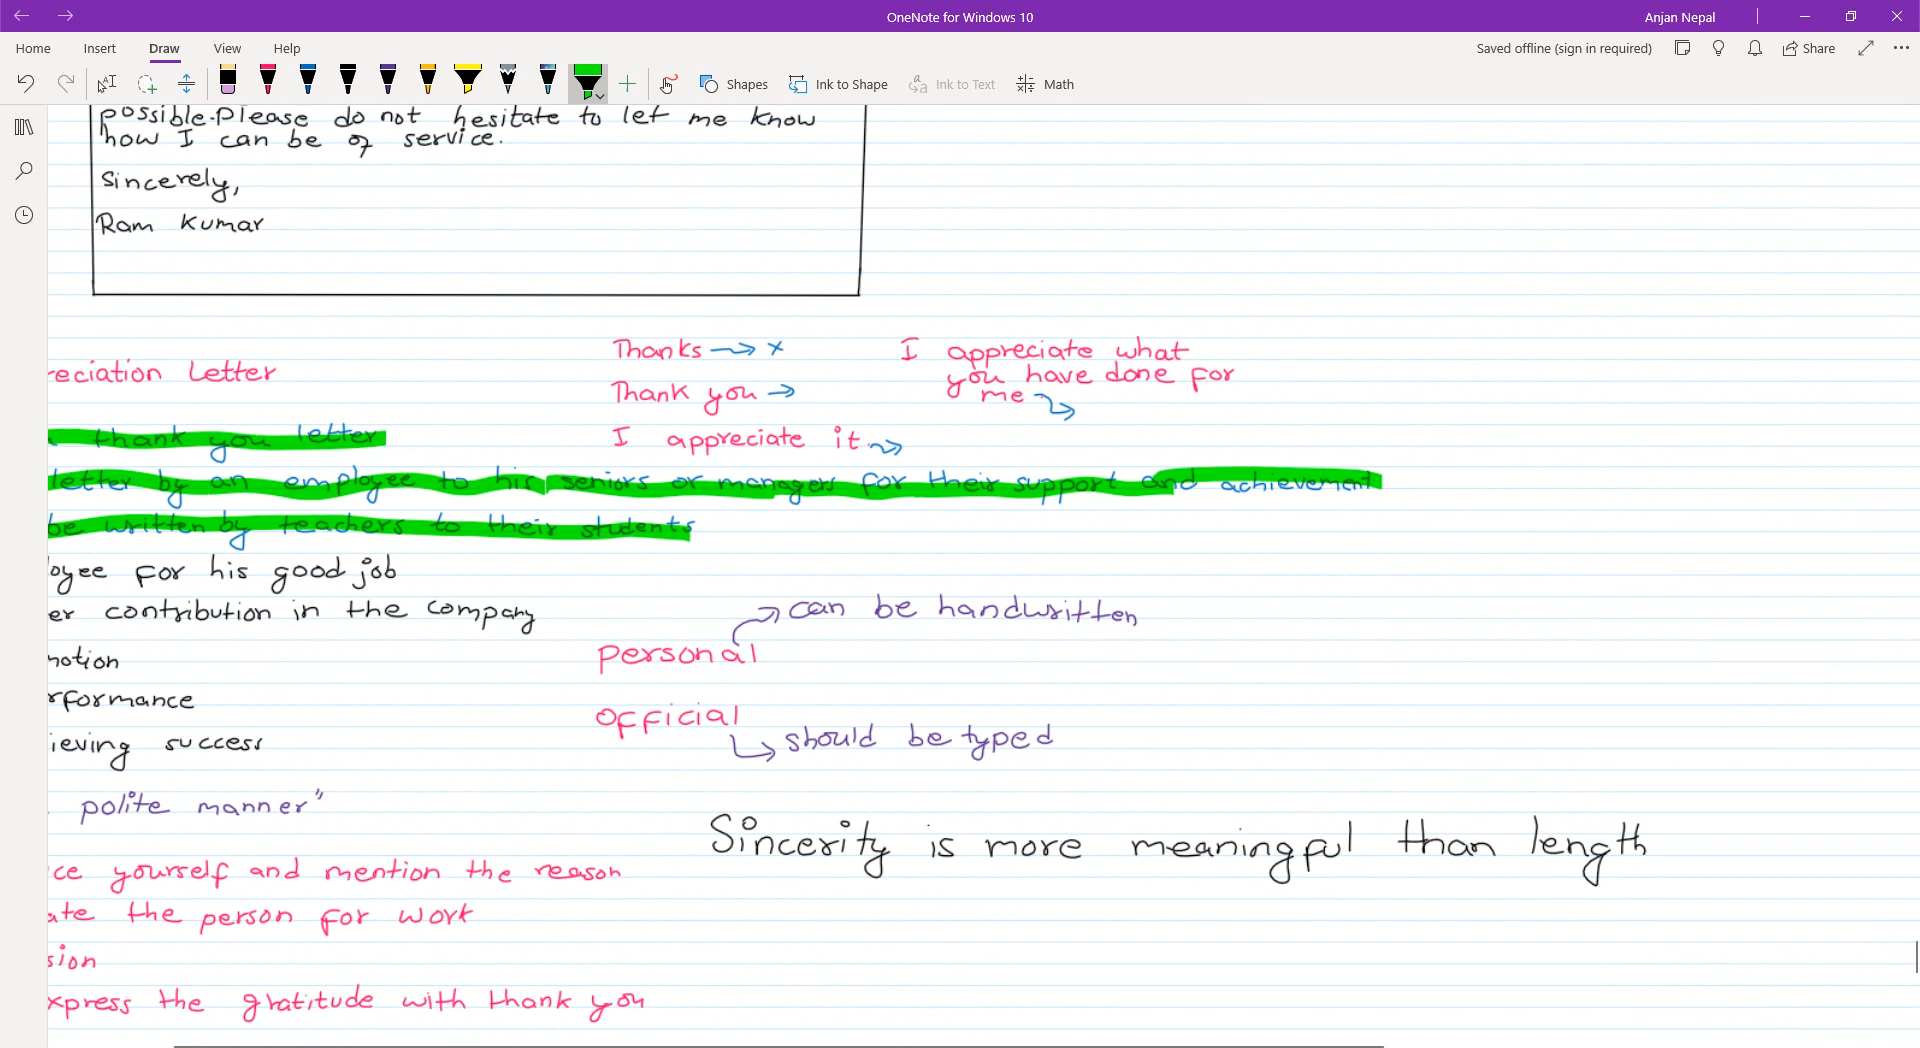 OneNote for Windows 10
Anjan Nepal
Home Insert Draw View Help
Saved offline (sign in required)
Share
Shapes
Ink to Shape
Ink to Text
Math
possible. Please do not hesitate to let me know
how I can be of service.
Sincerely,
Ram Kumar
reciation Letter
Thanks → x
Thank you →
I appreciate it. →
I appreciate what
you have done for
me →
thank you letter
letter by an employee to his seniors or managers for their support and achievement
be written by teachers to their students
oyee for his good job
er contribution in the company
motion
rformance
ieving success
polite manner"
can be handwritten
Personal
Official
should be typed
Sincerity is more meaningful than length
ce yourself and mention the reason
ate the person for work
sion
xpress the gratitude with thank you